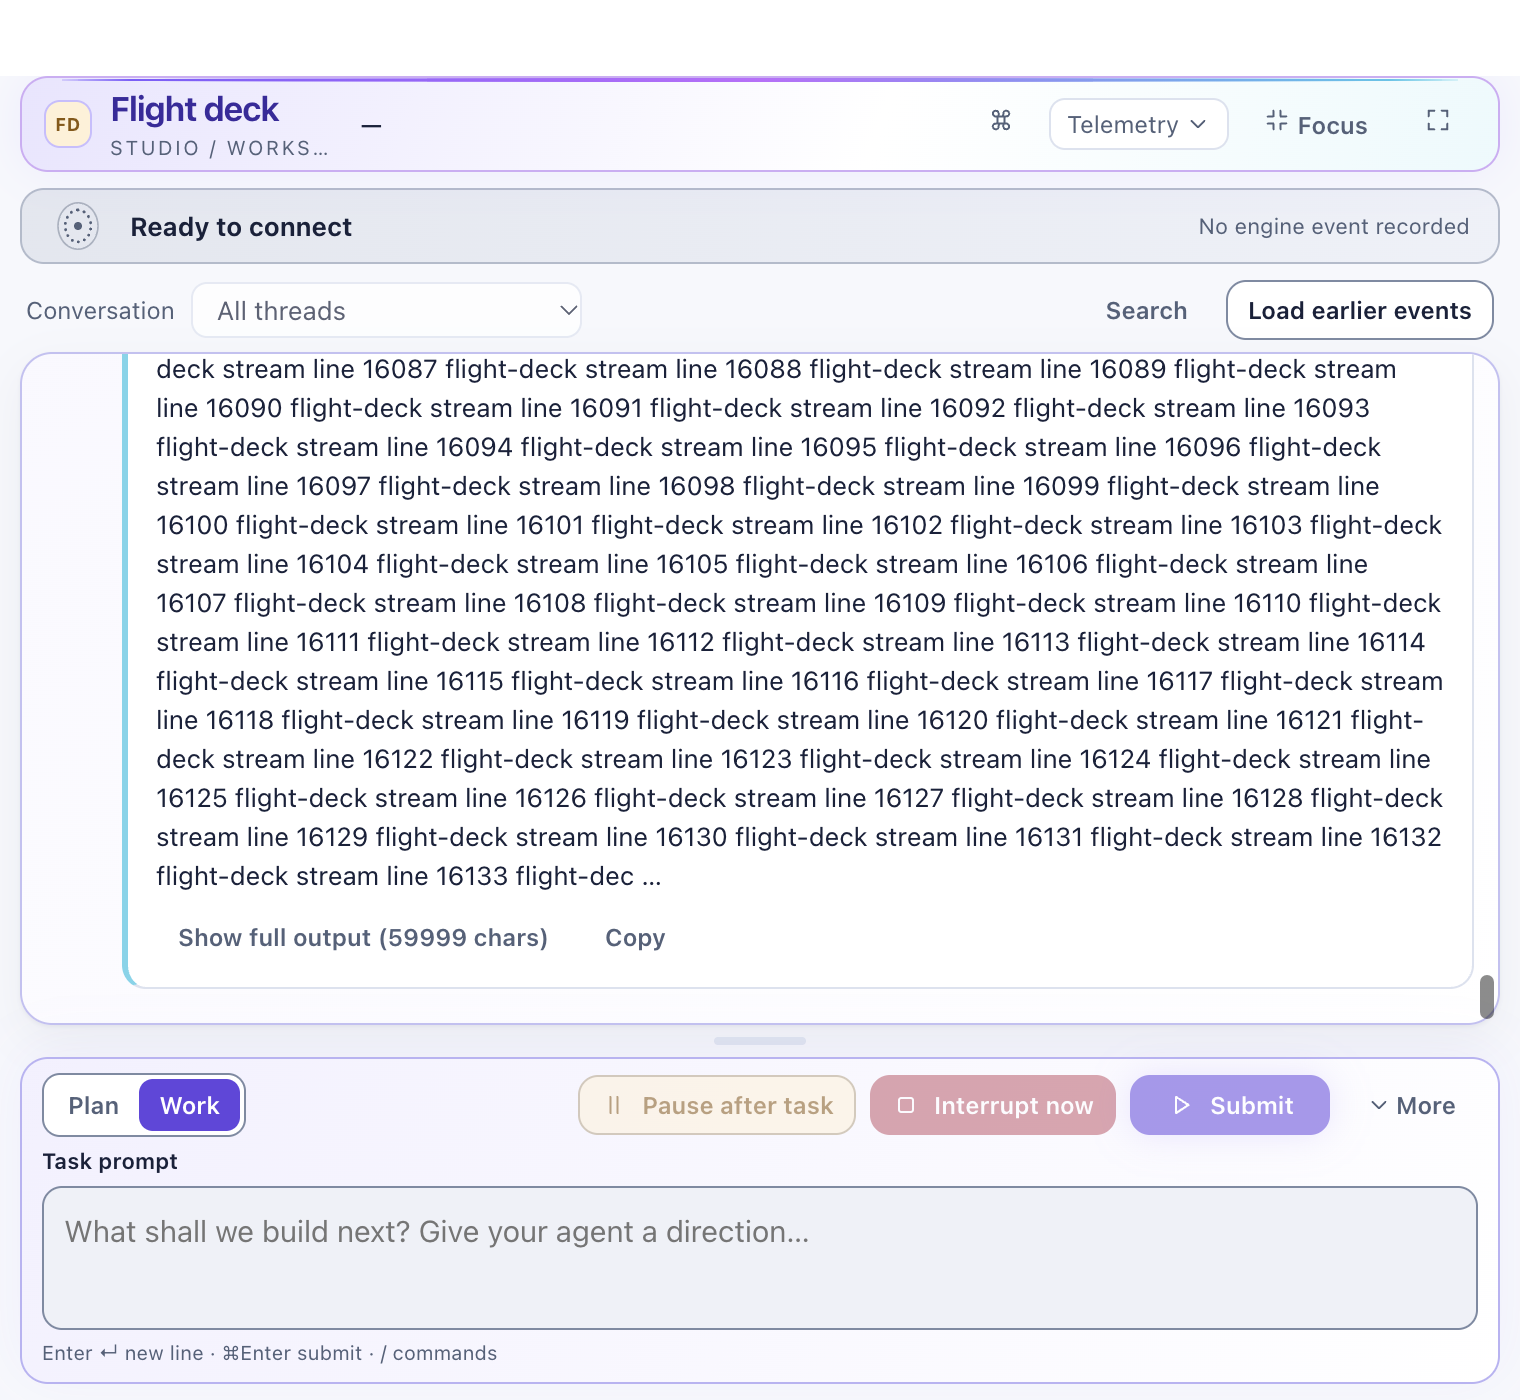 FD
Flight deck
STUDIO / WORKS…
—
⌘
Telemetry
Focus
Ready to connect
No engine event recorded
Conversation
All threads
Search
Load earlier events
deck stream line 16087 flight-deck stream line 16088 flight-deck stream line 16089 flight-deck stream
line 16090 flight-deck stream line 16091 flight-deck stream line 16092 flight-deck stream line 16093
flight-deck stream line 16094 flight-deck stream line 16095 flight-deck stream line 16096 flight-deck
stream line 16097 flight-deck stream line 16098 flight-deck stream line 16099 flight-deck stream line
16100 flight-deck stream line 16101 flight-deck stream line 16102 flight-deck stream line 16103 flight-deck
stream line 16104 flight-deck stream line 16105 flight-deck stream line 16106 flight-deck stream line
16107 flight-deck stream line 16108 flight-deck stream line 16109 flight-deck stream line 16110 flight-deck
stream line 16111 flight-deck stream line 16112 flight-deck stream line 16113 flight-deck stream line 16114
flight-deck stream line 16115 flight-deck stream line 16116 flight-deck stream line 16117 flight-deck stream
line 16118 flight-deck stream line 16119 flight-deck stream line 16120 flight-deck stream line 16121 flight-
deck stream line 16122 flight-deck stream line 16123 flight-deck stream line 16124 flight-deck stream line
16125 flight-deck stream line 16126 flight-deck stream line 16127 flight-deck stream line 16128 flight-deck
stream line 16129 flight-deck stream line 16130 flight-deck stream line 16131 flight-deck stream line 16132
flight-deck stream line 16133 flight-dec …
Show full output (59999 chars)
Copy
Plan
Work
Pause after task
Interrupt now
Submit
More
Task prompt
What shall we build next? Give your agent a direction…
Enter ↵ new line · ⌘Enter submit · / commands